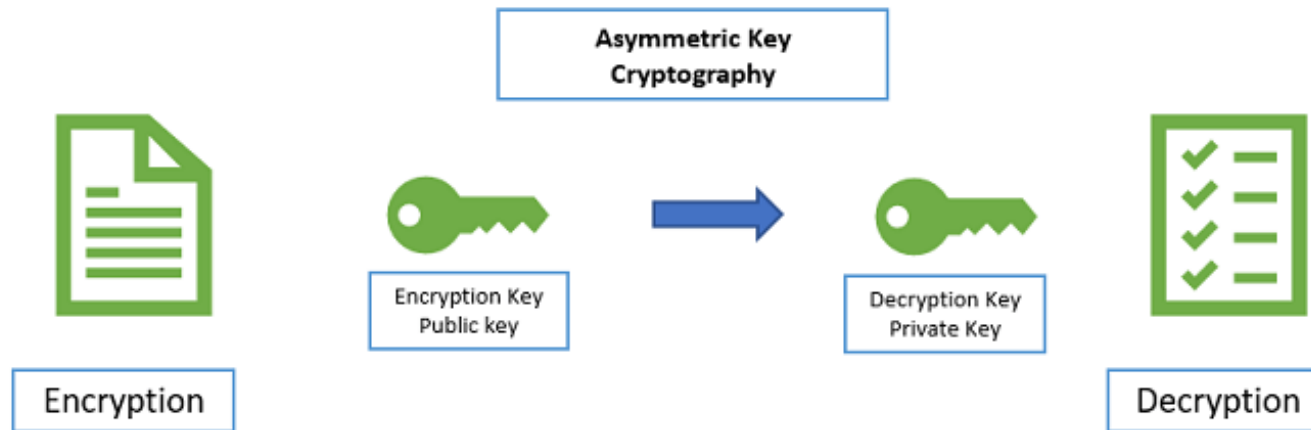 Asymmetric Key
Cryptography
Encryption Key
Public key
Decryption Key
Private Key
Encryption
Decryption